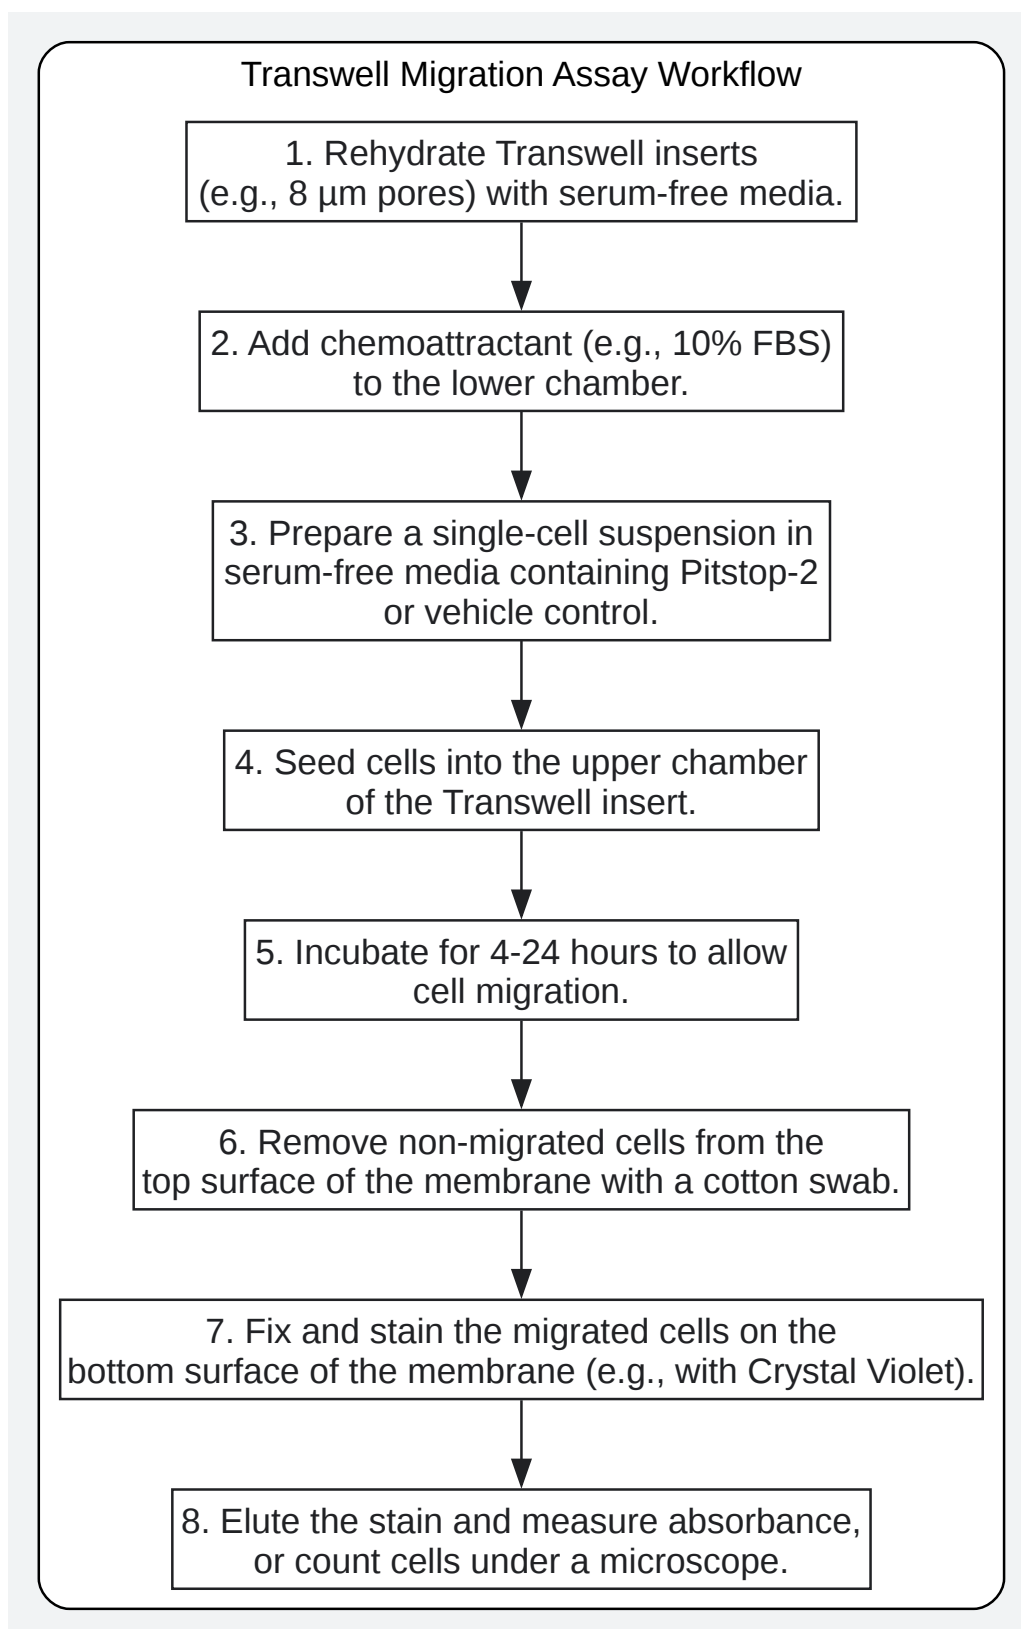 Transwell Migration Assay Workflow
1. Rehydrate Transwell inserts
(e.g., 8 µm pores) with serum-free media.
2. Add chemoattractant (e.g., 10% FBS)
to the lower chamber.
3. Prepare a single-cell suspension in
serum-free media containing Pitstop-2
or vehicle control.
4. Seed cells into the upper chamber
of the Transwell insert.
5. Incubate for 4-24 hours to allow
cell migration.
6. Remove non-migrated cells from the
top surface of the membrane with a cotton swab.
7. Fix and stain the migrated cells on the
bottom surface of the membrane (e.g., with Crystal Violet).
8. Elute the stain and measure absorbance,
or count cells under a microscope.